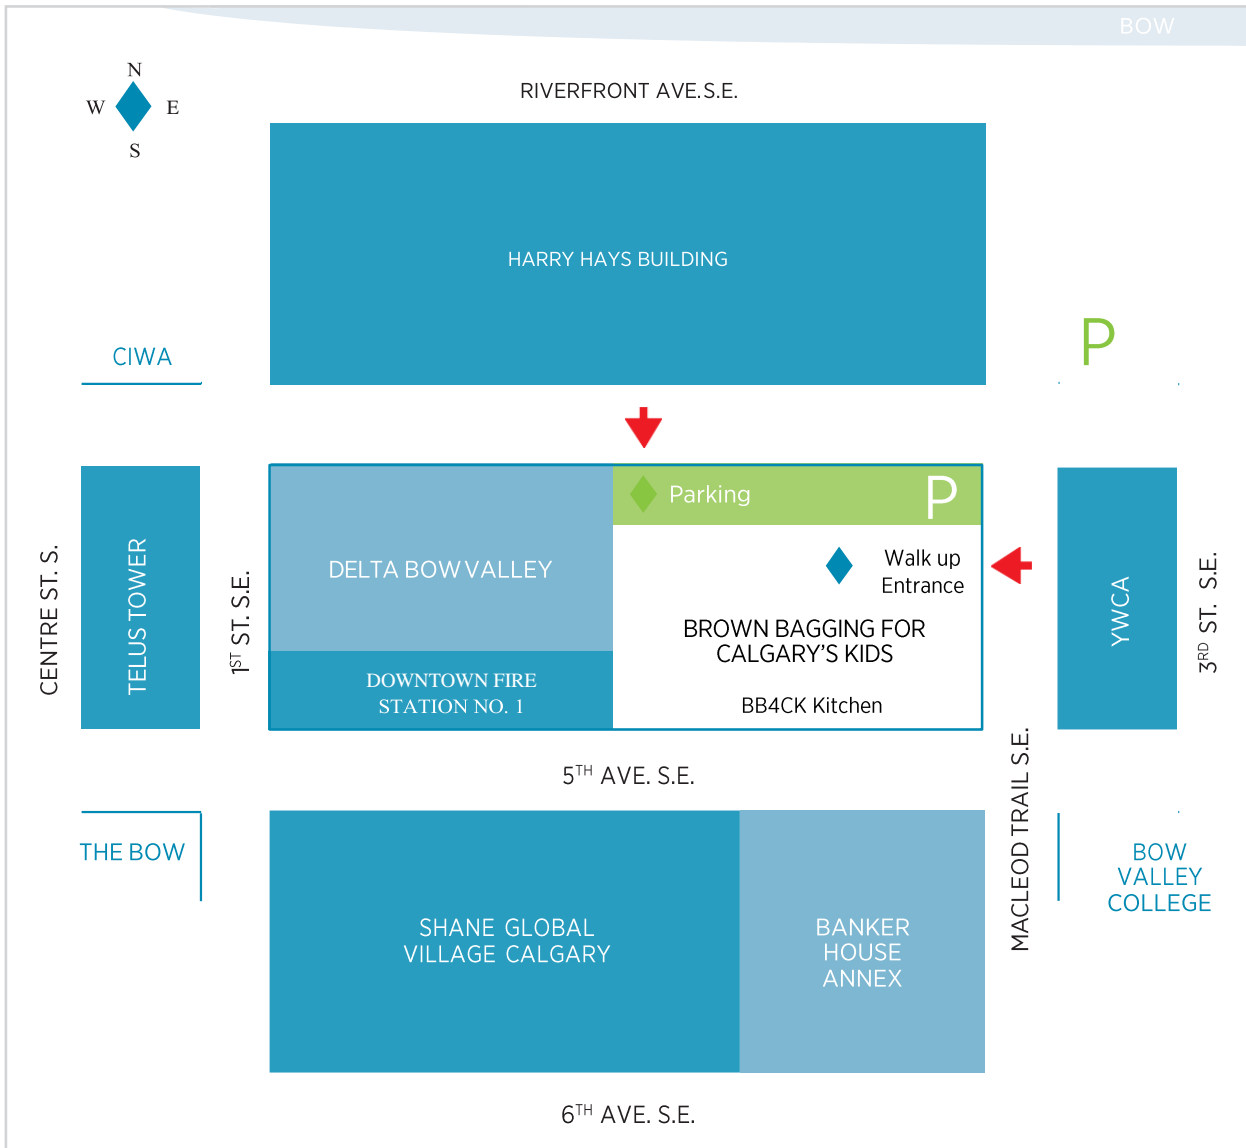 BOW
N
W E
S
RIVERFRONT AVE.S.E.
HARRY HAYS BUILDING
CIWA
P
Parking
P
Walk up
Entrance
DELTA BOW VALLEY
BROWN BAGGING FOR
CALGARY'S KIDS
BB4CK Kitchen
DOWNTOWN FIRE
STATION NO. 1
CENTRE ST. S.
TELUS TOWER
1ST ST. S.E.
YWCA
3RD ST. S.E.
5TH AVE. S.E.
MACLEOD TRAIL S.E.
THE BOW
SHANE GLOBAL
VILLAGE CALGARY
BANKER
HOUSE
ANNEX
BOW
VALLEY
COLLEGE
6TH AVE. S.E.